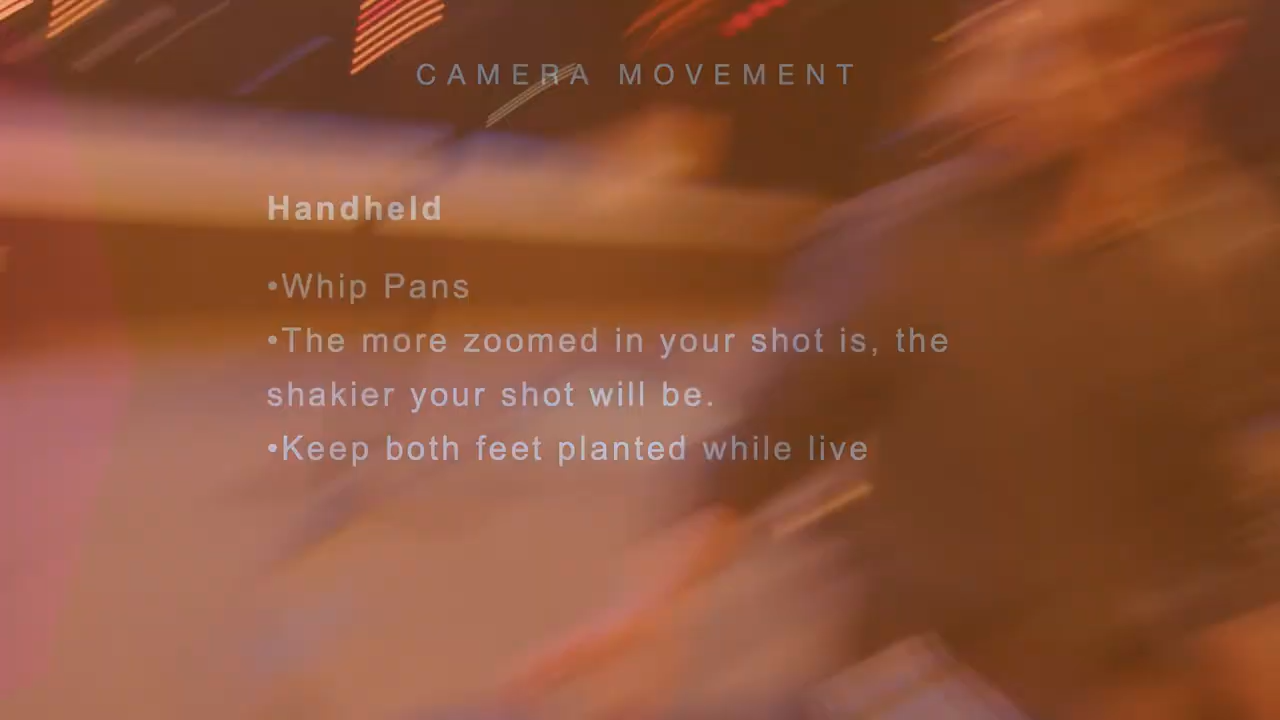 CAMERA MOVEMENT
Handheld
•Whip Pans
•The more zoomed in your shot is, the
shakier your shot will be.
•Keep both feet planted while live